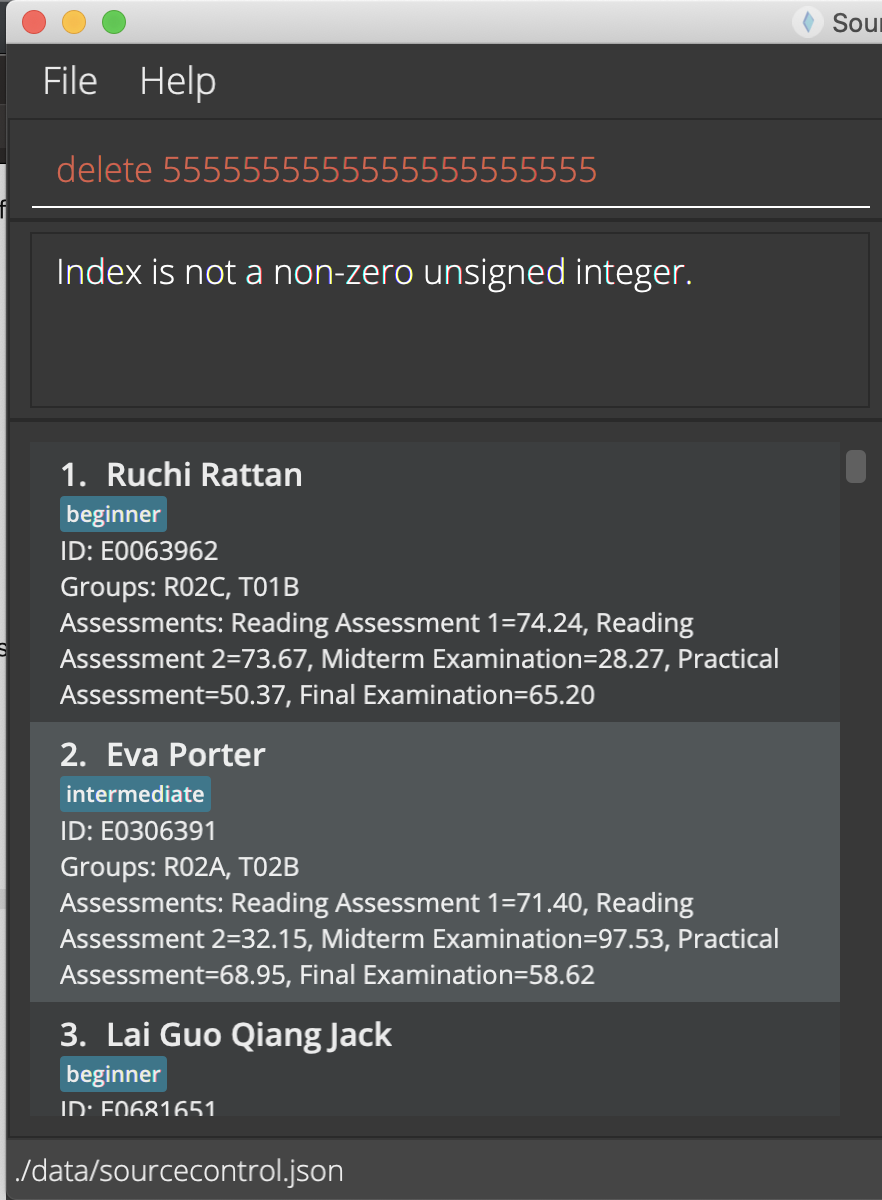 Sour
File Help
delete 5555555555555555555555
Index is not a non-zero unsigned integer.
1. Ruchi Rattan
beginner
ID: E0063962
Groups: R02C, T01B
Assessments: Reading Assessment 1=74.24, Reading
Assessment 2=73.67, Midterm Examination=28.27, Practical
Assessment=50.37, Final Examination=65.20
2. Eva Porter
intermediate
ID: E0306391
Groups: R02A, T02B
Assessments: Reading Assessment 1=71.40, Reading
Assessment 2=32.15, Midterm Examination=97.53, Practical
Assessment=68.95, Final Examination=58.62
3. Lai Guo Qiang Jack
beginner
ID: E0681651
./data/sourcecontrol.json